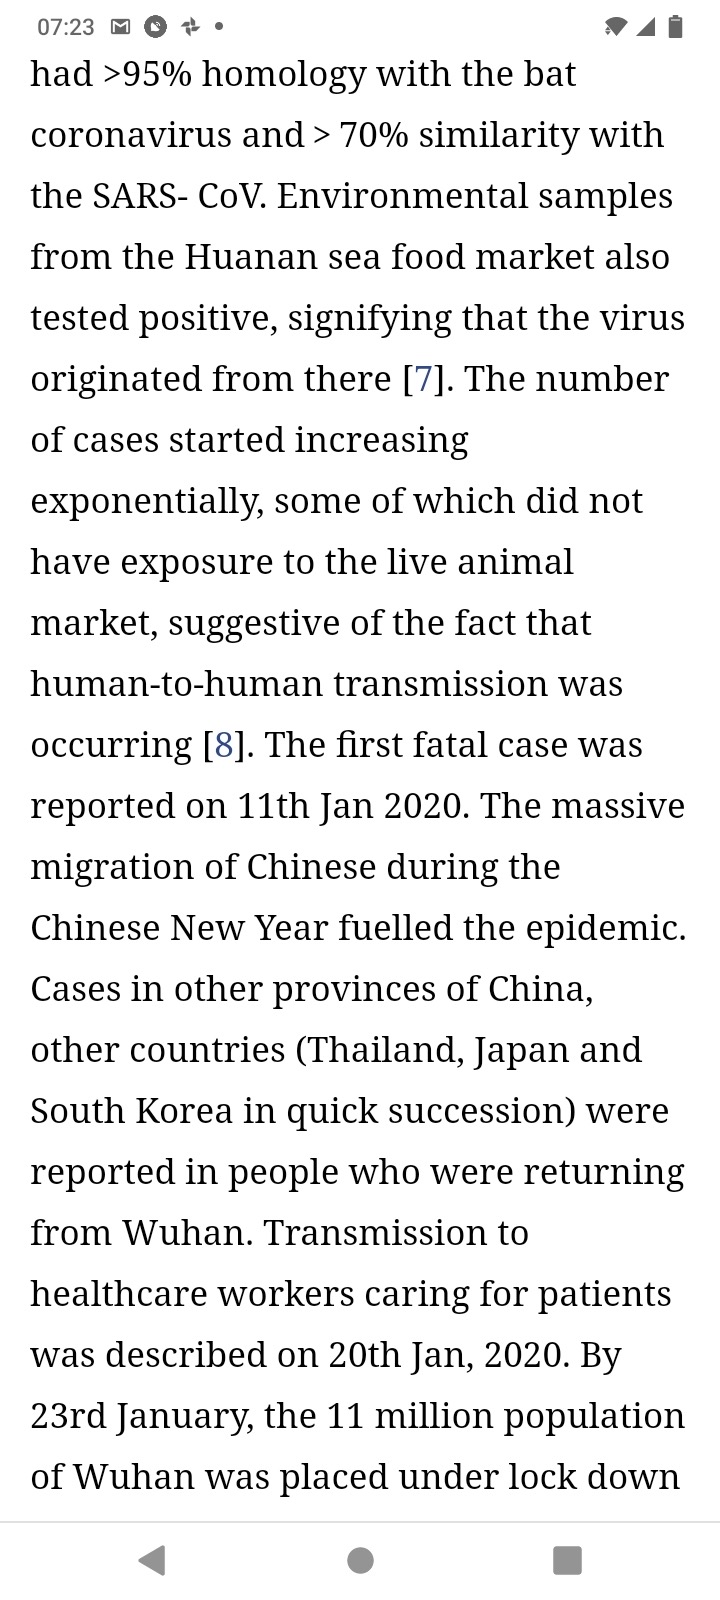 07:23
had >95% homology with the bat
coronavirus and > 70% similarity with
the SARS- CoV. Environmental samples
from the Huanan sea food market also
tested positive, signifying that the virus
originated from there [7]. The number
of cases started increasing
exponentially, some of which did not
have exposure to the live animal
market, suggestive of the fact that
human-to-human transmission was
occurring [8]. The first fatal case was
reported on 11th Jan 2020. The massive
migration of Chinese during the
Chinese New Year fuelled the epidemic.
Cases in other provinces of China,
other countries (Thailand, Japan and
South Korea in quick succession) were
reported in people who were returning
from Wuhan. Transmission to
healthcare workers caring for patients
was described on 20th Jan, 2020. By
23rd January, the 11 million population
of Wuhan was placed under lock down